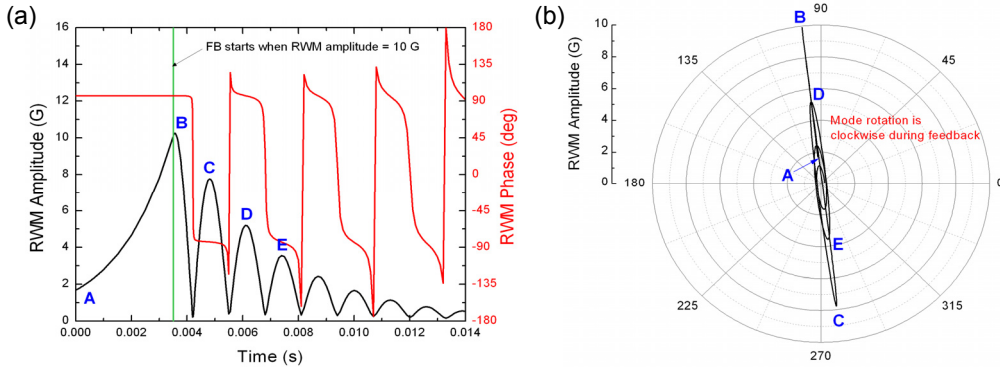 (a)
16
14
12
10
8
6
4
2
0
RWM Amplitude (G)
FB starts when RWM amplitude = 10 G
A
B
C
D
E
180
135
90
45
0
-45
-90
-135
-180
RWM Phase (deg)
0.000
0.002
0.004
0.006
0.008
0.010
0.012
0.014
Time (s)
(b)
10
8
6
4
2
0
RWM Amplitude (G)
B
90
135
45
D
Mode rotation is
clockwise during feedback
A
180
0
E
C
225
315
270